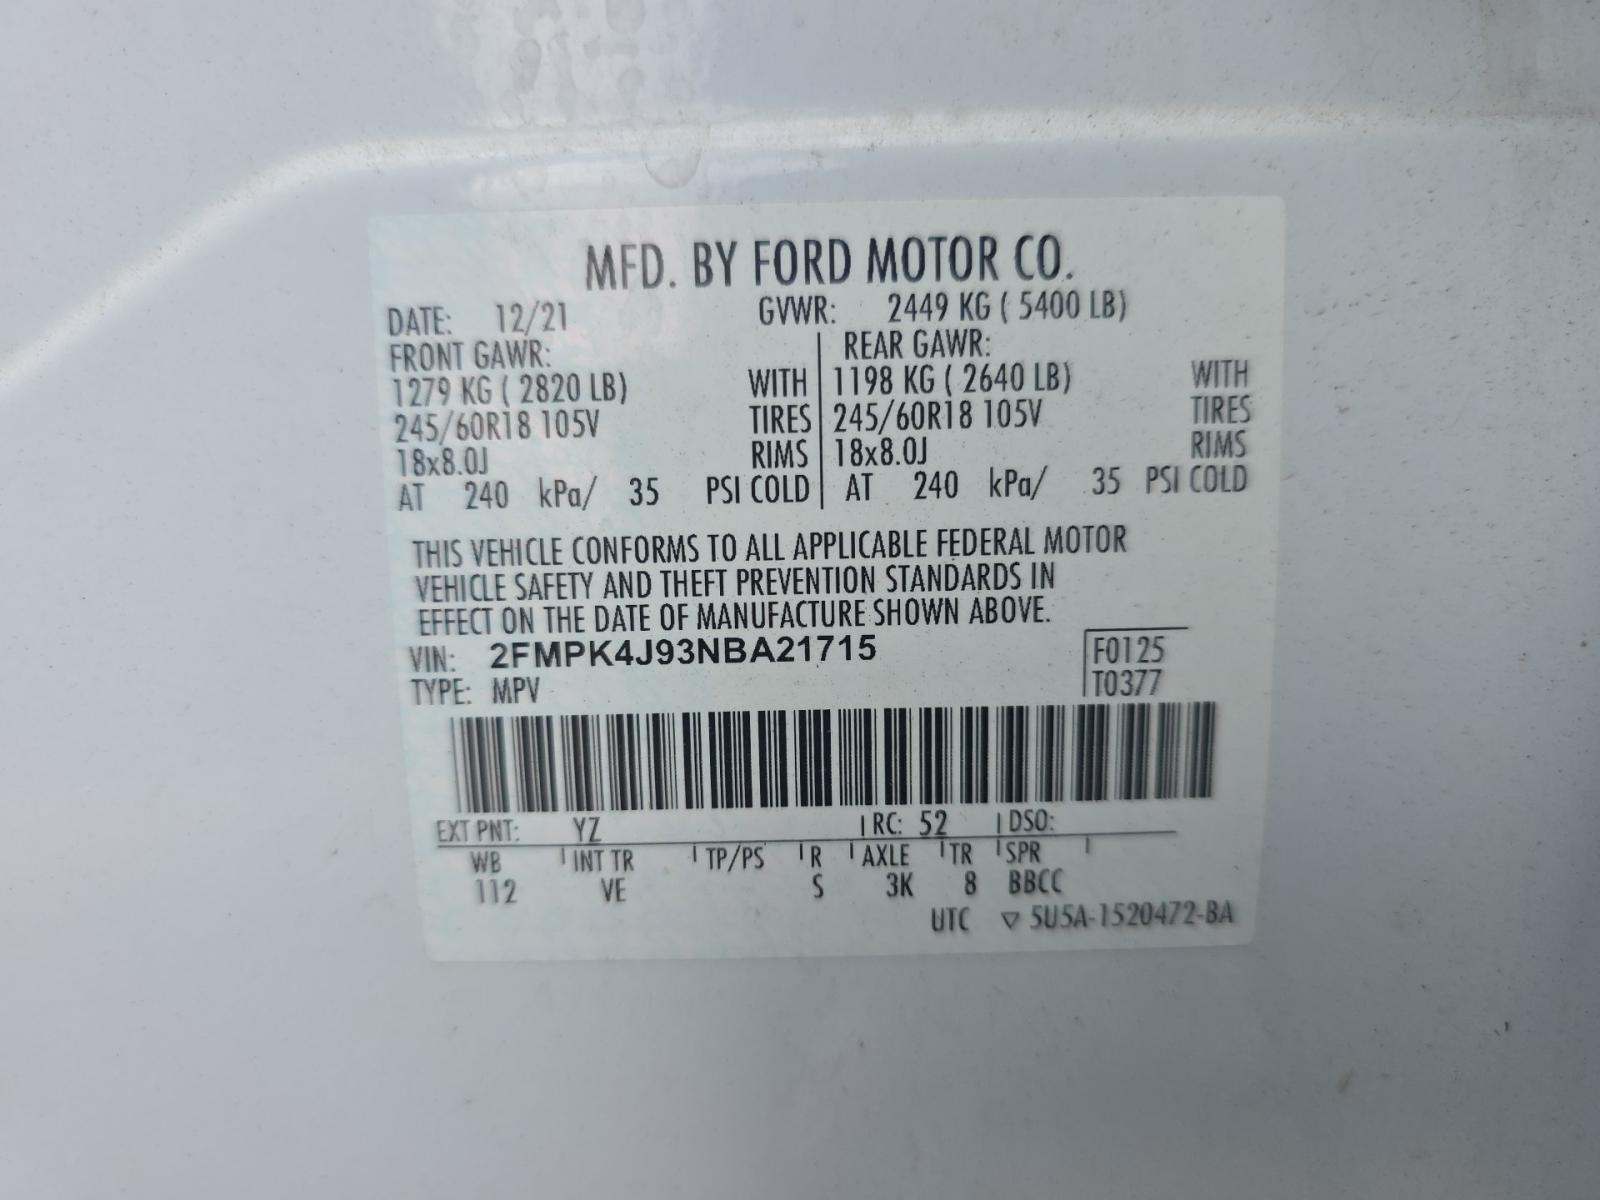 MFD. BY FORD MOTOR CO.
DATE: 12/21 GVWR: 2449 KG ( 5400 LB)
FRONT GAWR: REAR GAWR:
1279 KG ( 2820 LB) WITH 1198 KG ( 2640 LB) WITH
245/60R18 105V TIRES 245/60R18 105V TIRES
18x8.0J RIMS 18x8.0J RIMS
AT 240 kPa/ 35 PSI COLD AT 240 kPa/ 35 PSI COLD
THIS VEHICLE CONFORMS TO ALL APPLICABLE FEDERAL MOTOR
VEHICLE SAFETY AND THEFT PREVENTION STANDARDS IN
EFFECT ON THE DATE OF MANUFACTURE SHOWN ABOVE.
VIN: 2FMPK4J93NBA21715 F0125
TYPE: MPV T0377
EXT PNT: YZ RC: 52 DSO:
WB INT TR TP/PS R AXLE TR SPR
112 VE S 3K 8 BBCC
UTC ▽ 5U5A-1520472-BA